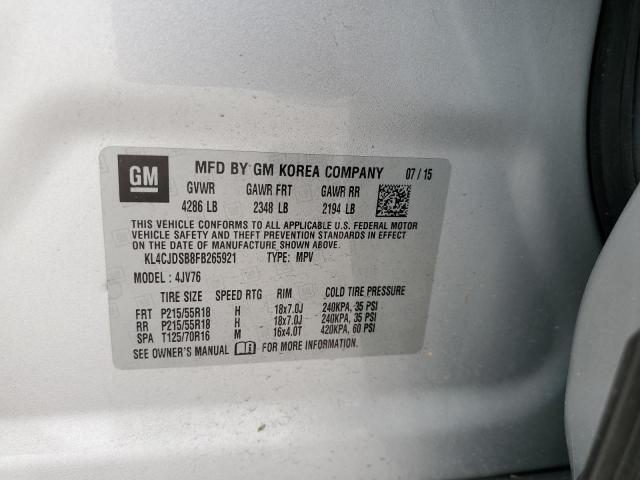 GM MFD BY GM KOREA COMPANY 07/15
GVWR GAWR FRT GAWR RR
4286 LB 2348 LB 2194 LB
THIS VEHICLE CONFORMS TO ALL APPLICABLE U.S. FEDERAL MOTOR
VEHICLE SAFETY AND THEFT PREVENTION STANDARDS IN EFFECT ON THE
DATE OF MANUFACTURE SHOWN ABOVE.
KL4CJDSB8FB265921 TYPE: MPV
MODEL: 4JV76
TIRE SIZE SPEED RTG RIM COLD TIRE PRESSURE
FRT P215/55R18 H 18x7.0J 240KPA, 35 PSI
RR P215/55R18 H 18x7.0J 240KPA, 35 PSI
SPA T125/70R16 M 16x4.0T 420KPA, 60 PSI
SEE OWNER'S MANUAL FOR MORE INFORMATION.